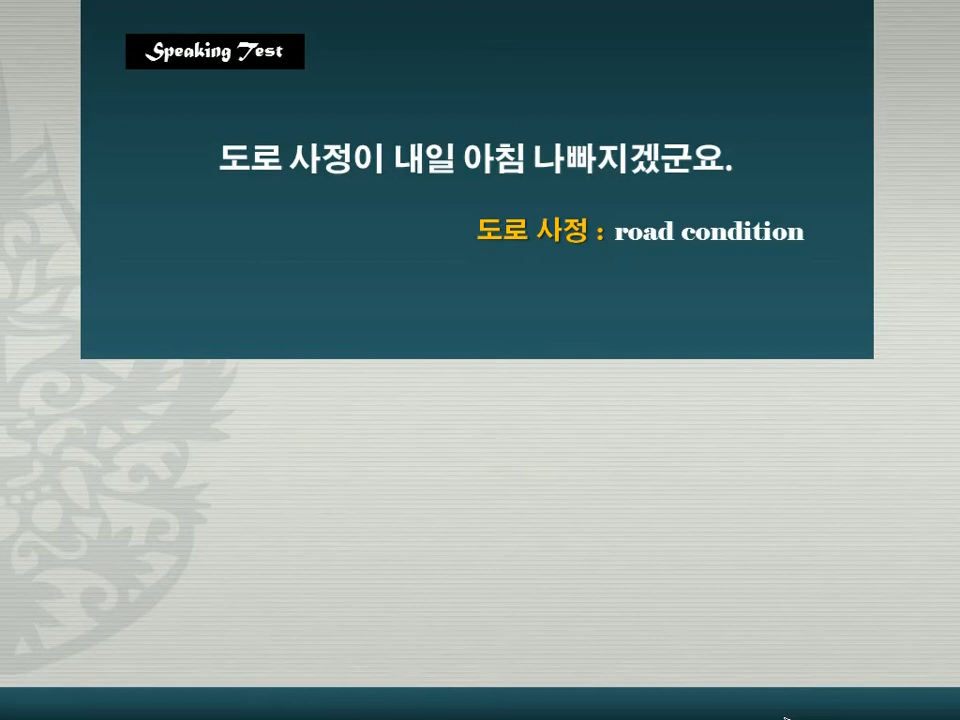 Speaking Test
도로 사정이 내일 아침 나빠지겠군요.
도로 사정 : road condition